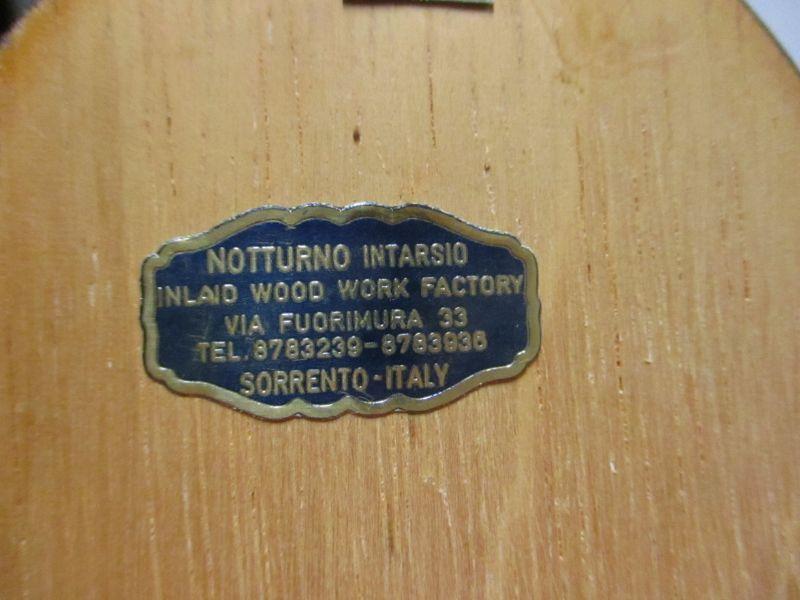 NOTTURNO INTARSIO
INLAID WOOD WORK FACTORY
VIA FUORIMURA 33
TEL. 8783239-8783936
SORRENTO-ITALY